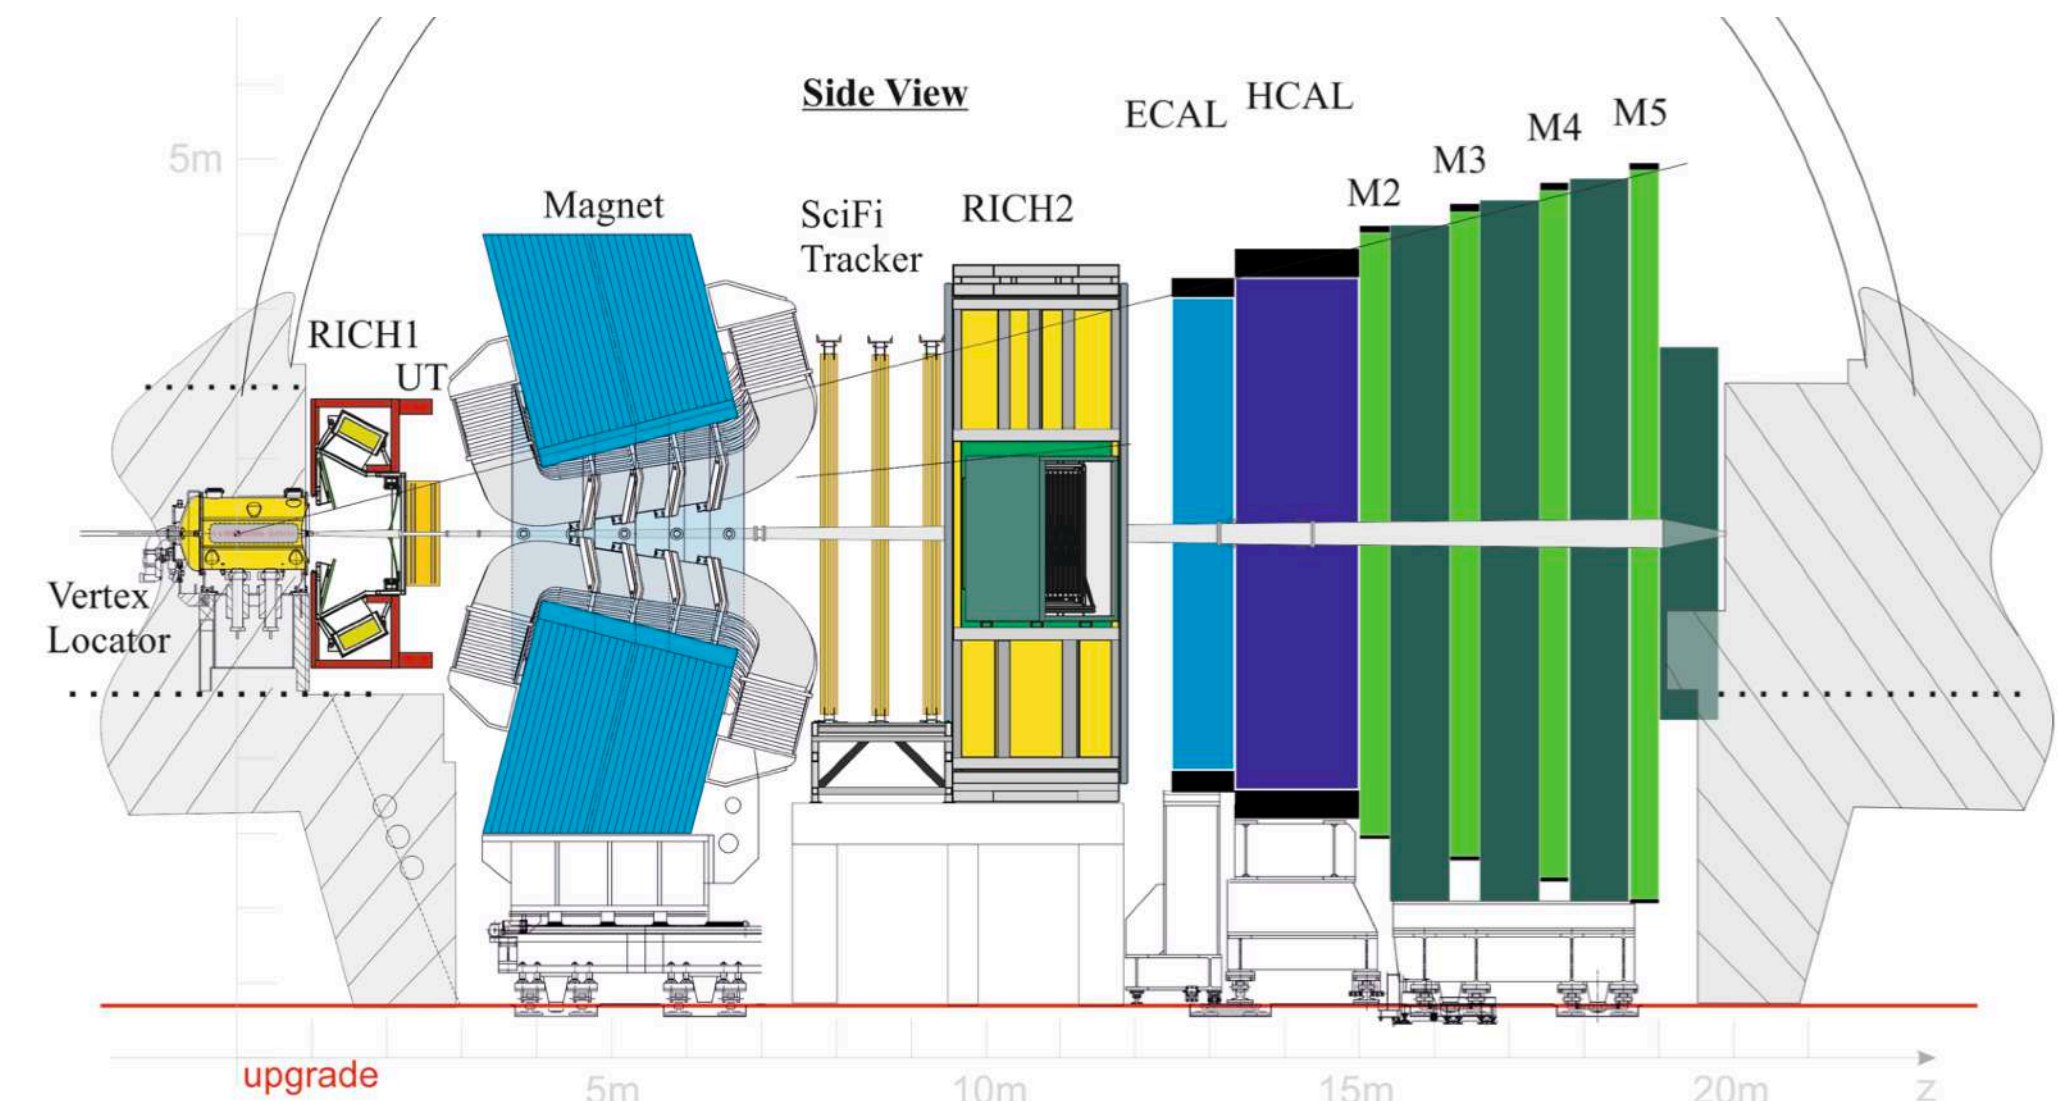 Side View
ECAL
HCAL
M5
M4
M3
M2
5m
Magnet
SciFi
Tracker
RICH2
RICH1
UT
Vertex
Locator
upgrade
5m
10m
15m
20m
z